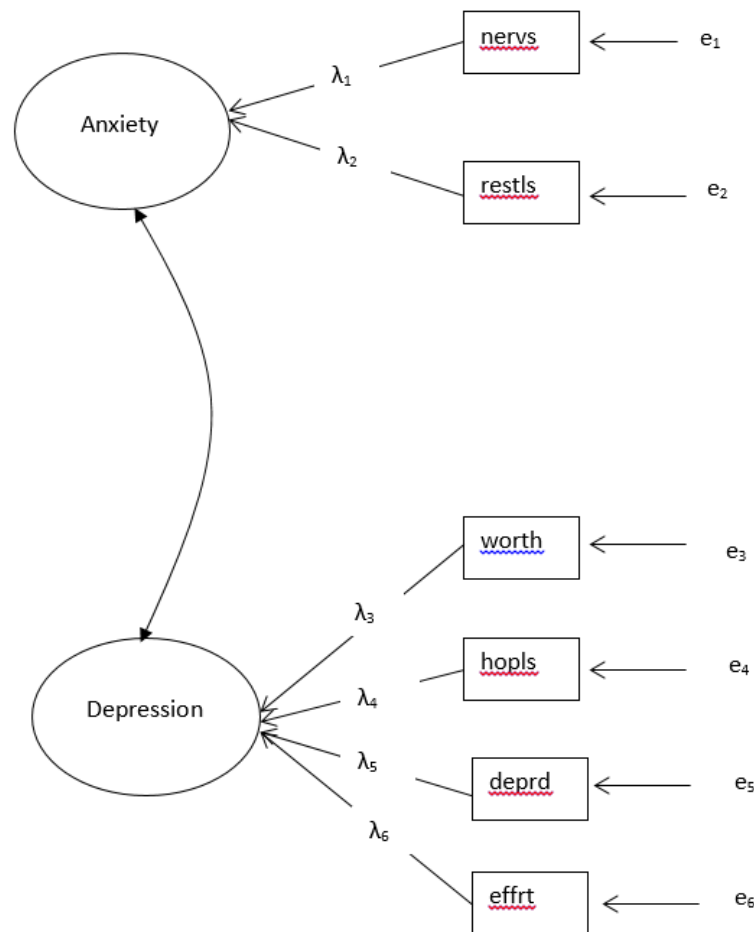 nervs
e₁
λ₁
Anxiety
λ₂
restls
e₂
worth
e₃
λ₃
hopls
e₄
λ₄
Depression
λ₅
deprd
e₅
λ₆
effrt
e₆